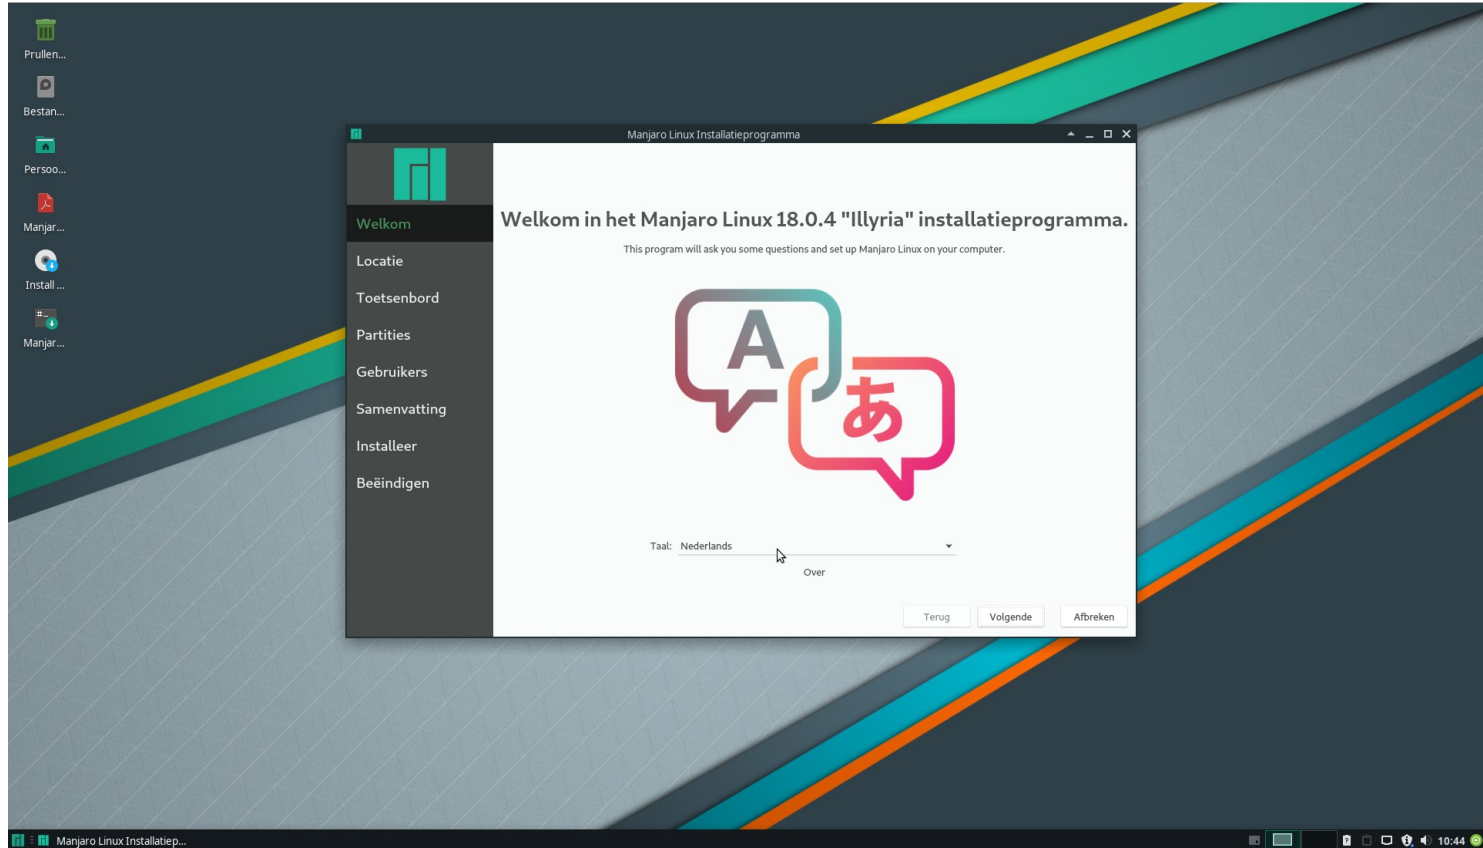 Prullen...
Bestan...
Persoo...
Manjar...
Install ...
Manjar...
Manjaro Linux Installatieprogramma
Welkom
Locatie
Toetsenbord
Partities
Gebruikers
Samenvatting
Installeer
Beëindigen
Welkom in het Manjaro Linux 18.0.4 "Illyria" installatieprogramma.
This program will ask you some questions and set up Manjaro Linux on your computer.
A
あ
Taal: Nederlands
Over
Terug Volgende Afbreken
Manjaro Linux Installatiep...
10:44